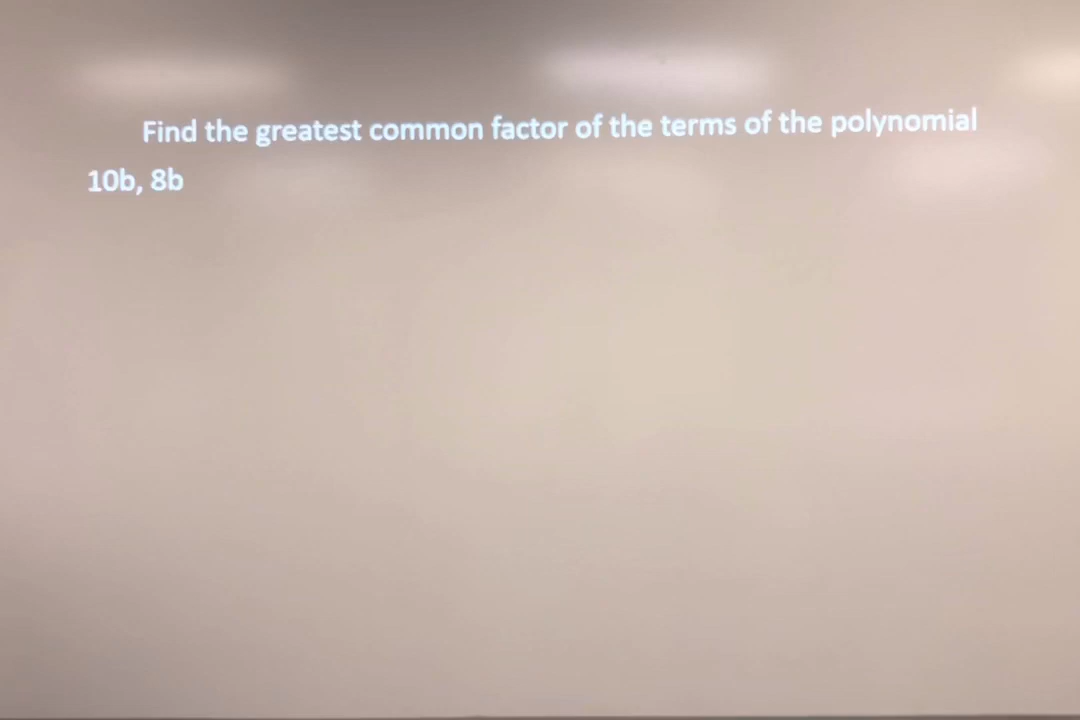 Find the greatest common factor of the terms of the polynomial
10b, 8b